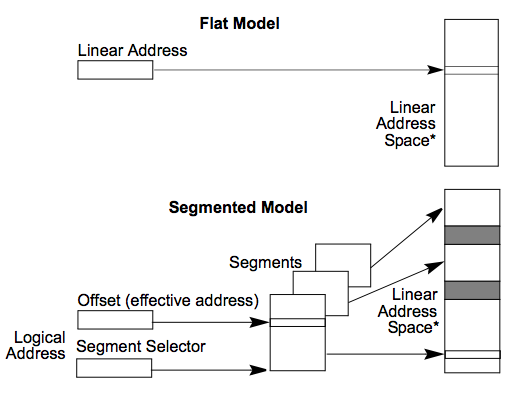 Flat Model
Linear Address
Linear
Address
Space*
Segmented Model
Segments
Offset (effective address)
Linear
Address
Space*
Logical
Address
Segment Selector